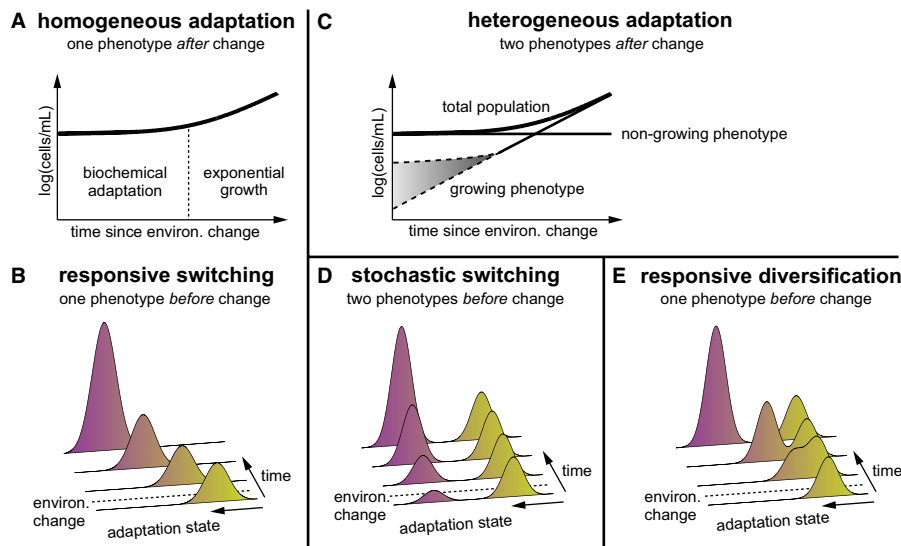 A homogeneous adaptation
one phenotype after change
log(cells/mL)
biochemical
adaptation
exponential
growth
time since environ. change
B responsive switching
one phenotype before change
time
environ.
change
adaptation state
C heterogeneous adaptation
two phenotypes after change
log(cells/mL)
total population
non-growing phenotype
growing phenotype
time since environ. change
D stochastic switching
two phenotypes before change
time
environ.
change
adaptation state
E responsive diversification
one phenotype before change
time
environ.
change
adaptation state